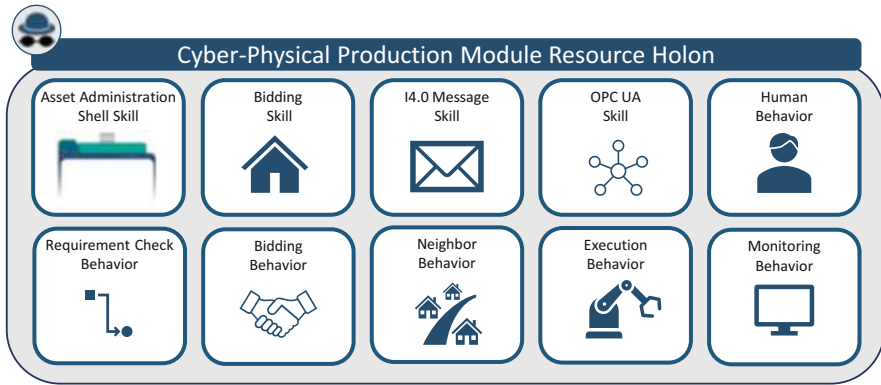 Cyber-Physical Production Module Resource Holon
Asset Administration
Shell Skill
Bidding
Skill
I4.0 Message
Skill
OPC UA
Skill
Human
Behavior
Requirement Check
Behavior
Bidding
Behavior
Neighbor
Behavior
Execution
Behavior
Monitoring
Behavior